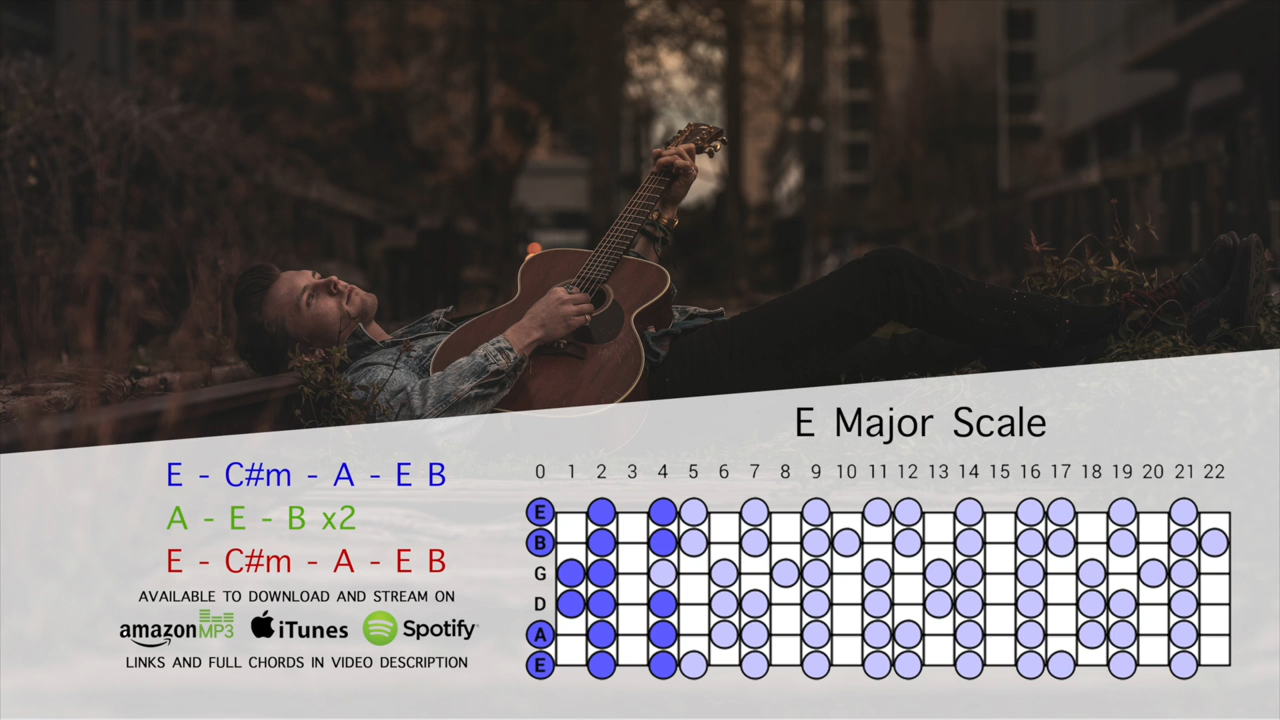 E Major Scale
E - C#m - A - E B
A - E - B x2
E - C#m - A - E B
AVAILABLE TO DOWNLOAD AND STREAM ON
amazonMP3 iTunes Spotify
LINKS AND FULL CHORDS IN VIDEO DESCRIPTION
0 1 2 3 4 5 6 7 8 9 10 11 12 13 14 15 16 17 18 19 20 21 22
E
B
G
D
A
E